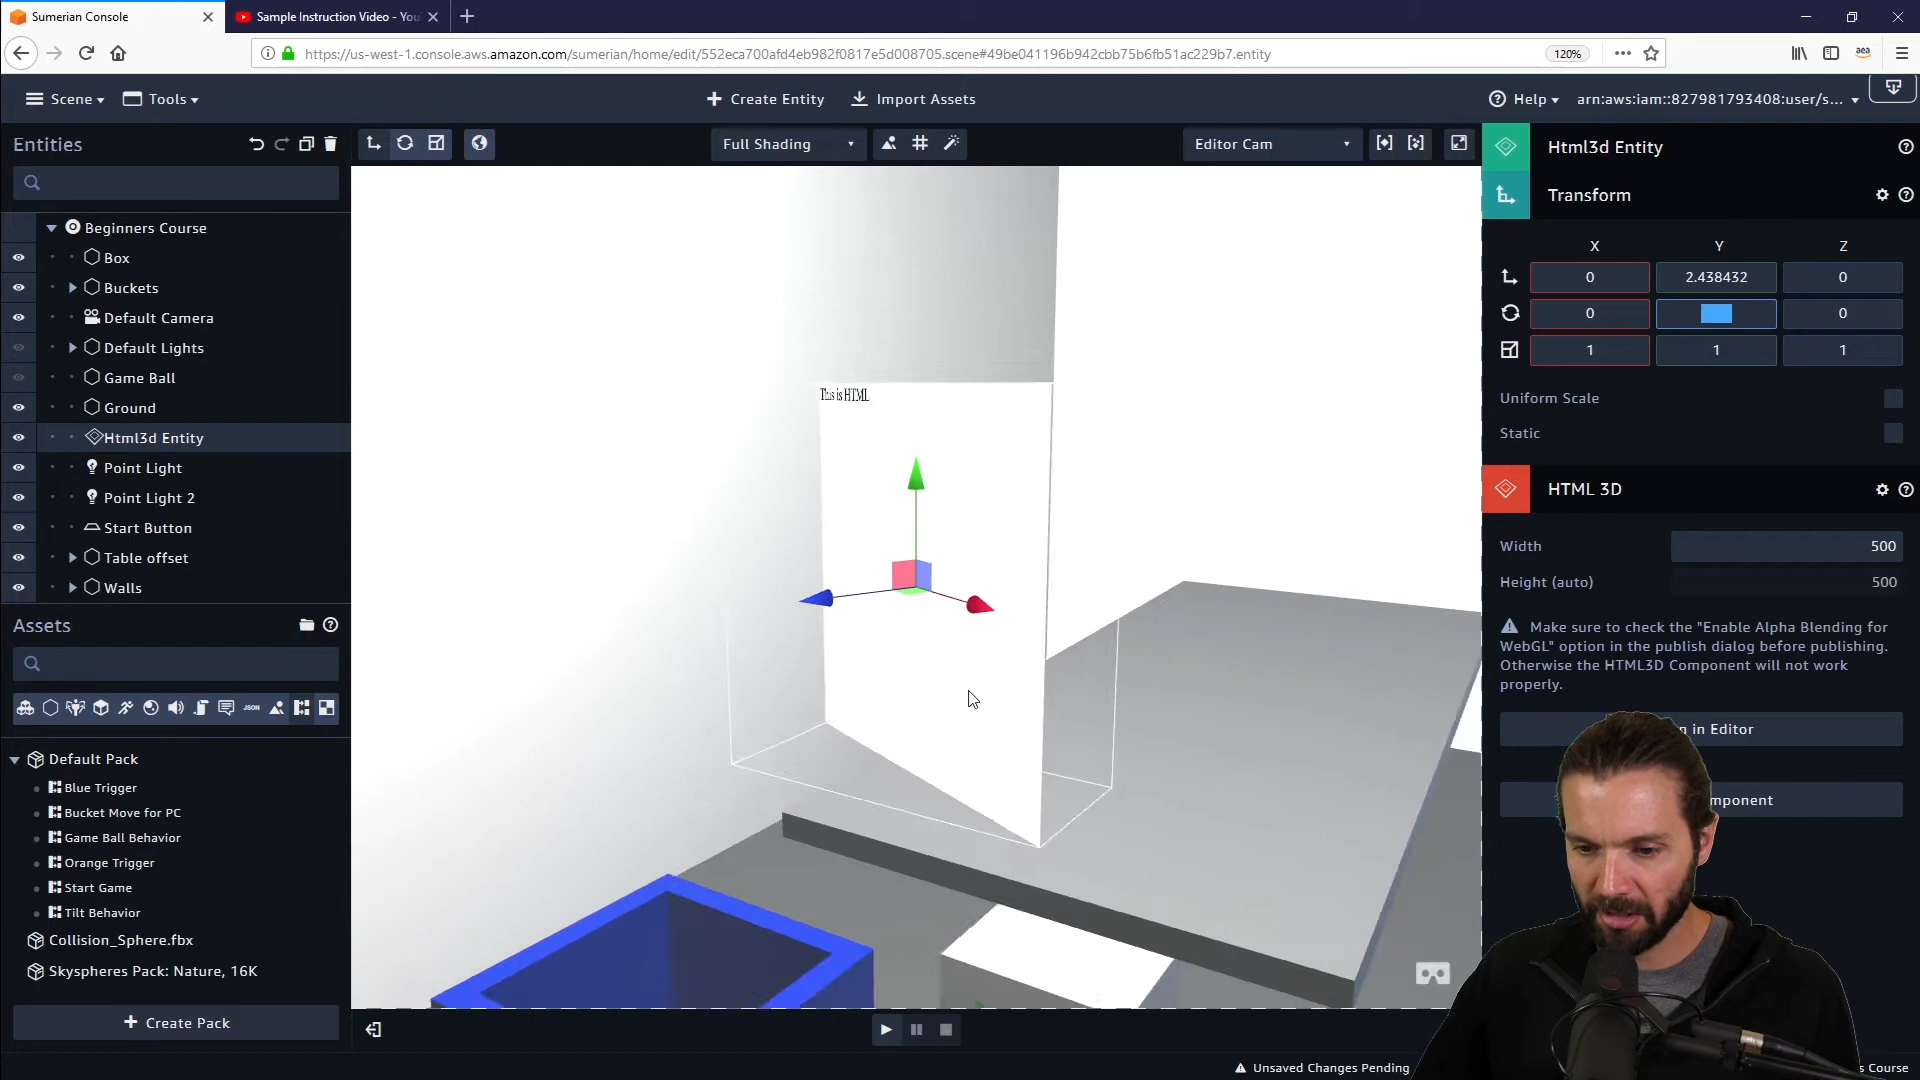 Sumerian Console
Sample Instruction Video - You
https://us-west-1.console.aws.amazon.com/sumerian/home/edit/552eca700afd4eb982f0817e5d008705.scene#49be041196b942cbb75b6fb51ac229b7.entity
120%
aea
Scene
Tools
Create Entity
Import Assets
Help
arn:aws:iam::827981793408:user/s...
Entities
Full Shading
Editor Cam
Html3d Entity
Transform
X Y Z
0 2.438432 0
0 0
1 1 1
Uniform Scale
Static
HTML 3D
Width 500
Height (auto) 500
Make sure to check the "Enable Alpha Blending for
WebGL" option in the publish dialog before publishing.
Otherwise the HTML3D Component will not work
properly.
n in Editor
mponent
Beginners Course
Box
Buckets
Default Camera
Default Lights
Game Ball
Ground
Html3d Entity
Point Light
Point Light 2
Start Button
Table offset
Walls
This is HTML
Assets
JSON
Default Pack
Blue Trigger
Bucket Move for PC
Game Ball Behavior
Orange Trigger
Start Game
Tilt Behavior
Collision_Sphere.fbx
Skyspheres Pack: Nature, 16K
Create Pack
Unsaved Changes Pending
s Course